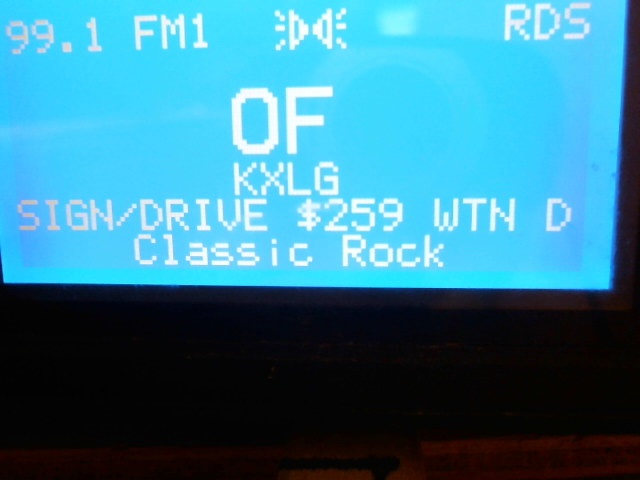 99.1 FM1 RDS
OF
KXLG
SIGN/DRIVE $259 WTN D
Classic Rock